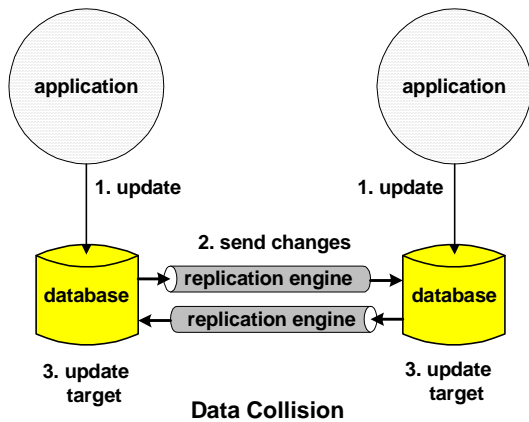 application
application
1. update
1. update
2. send changes
replication engine
database
database
replication engine
3. update
target
3. update
target
Data Collision